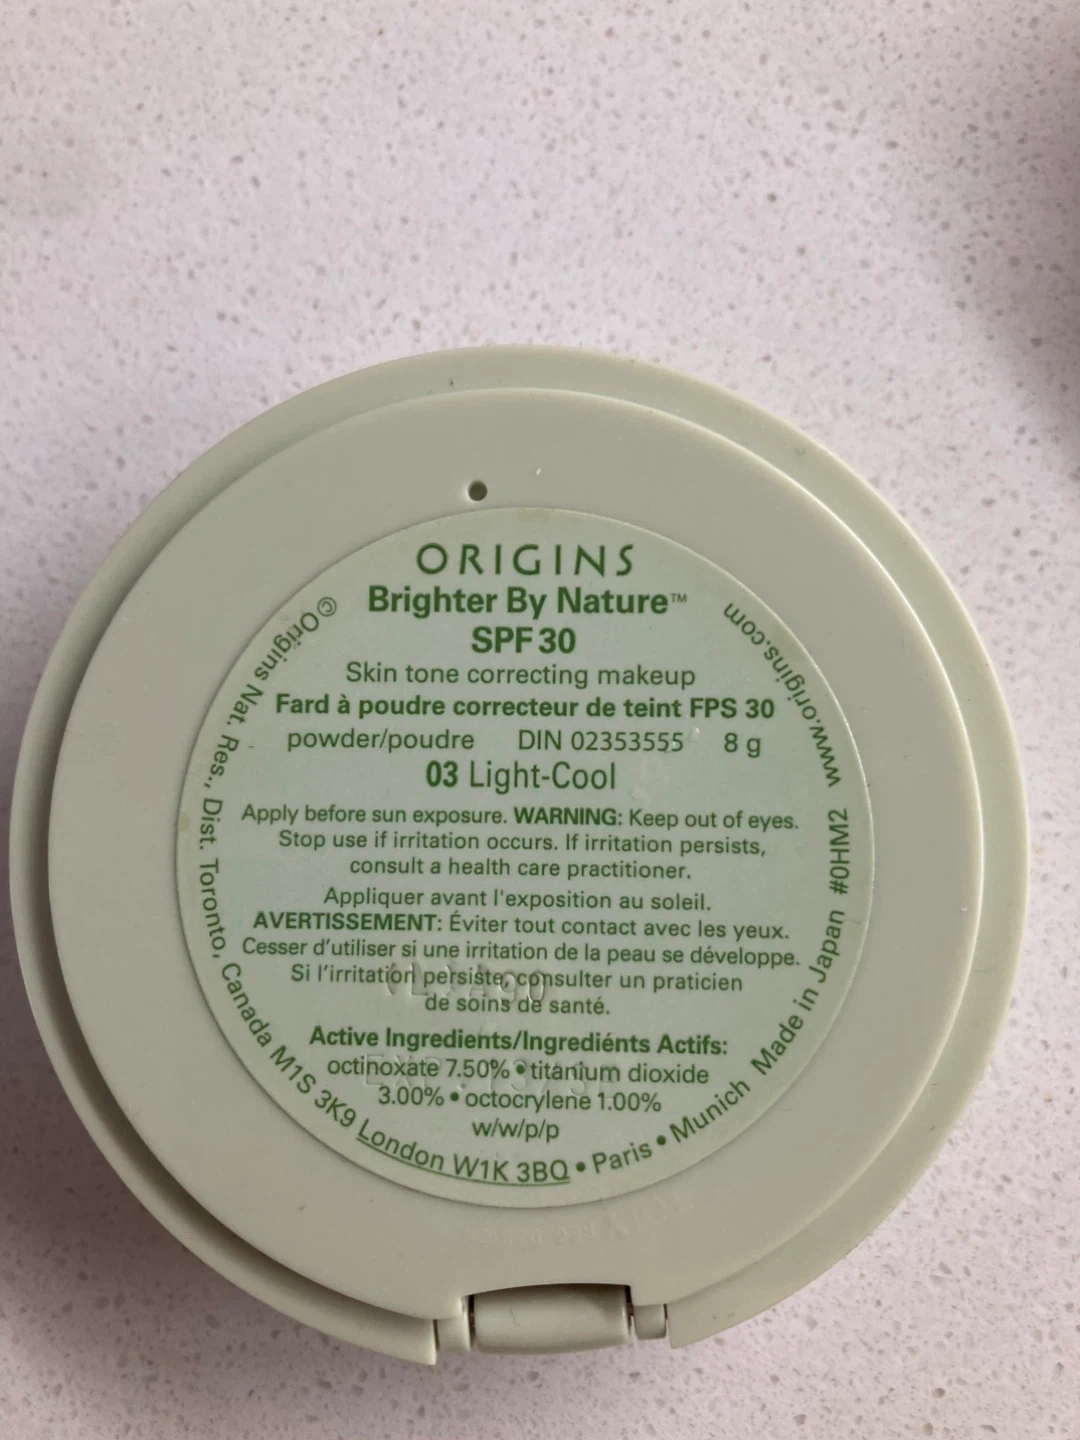 ORIGINS
Brighter By Nature™
SPF 30
Skin tone correcting makeup
Fard à poudre correcteur de teint FPS 30
powder/poudre DIN 02353555 8 g
03 Light-Cool
Apply before sun exposure. WARNING: Keep out of eyes.
Stop use if irritation occurs. If irritation persists,
consult a health care practitioner.
Appliquer avant l'exposition au soleil.
AVERTISSEMENT: Éviter tout contact avec les yeux.
Cesser d'utiliser si une irritation de la peau se développe.
Si l'irritation persiste, consulter un praticien
de soins de santé.
Active Ingredients/Ingrediénts Actifs:
octinoxate 7.50% • titanium dioxide
3.00% • octocrylene 1.00%
w/w/p/p
©Origins Nat. Res., Dist. Toronto, Canada M1S 3K9 London W1K 3BQ • Paris • Munich Made in Japan #0HM2 www.origins.com
EXP.